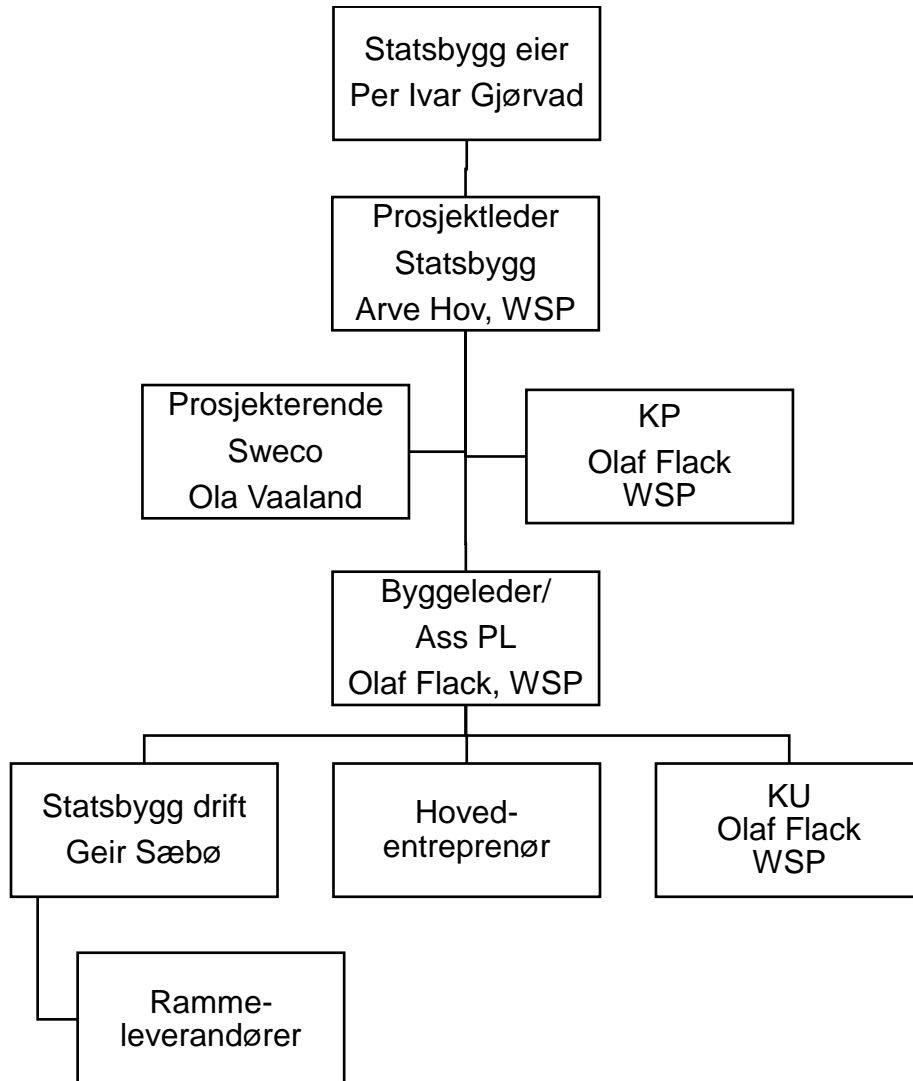 Statsbygg eier
Per Ivar Gjørvad
Prosjektleder
Statsbygg
Arve Hov, WSP
Prosjekterende
Sweco
Ola Vaaland
KP
Olaf Flack
WSP
Byggeleder/
Ass PL
Olaf Flack, WSP
Statsbygg drift
Geir Sæbø
Hoved-
entreprenør
KU
Olaf Flack
WSP
Ramme-
leverandører